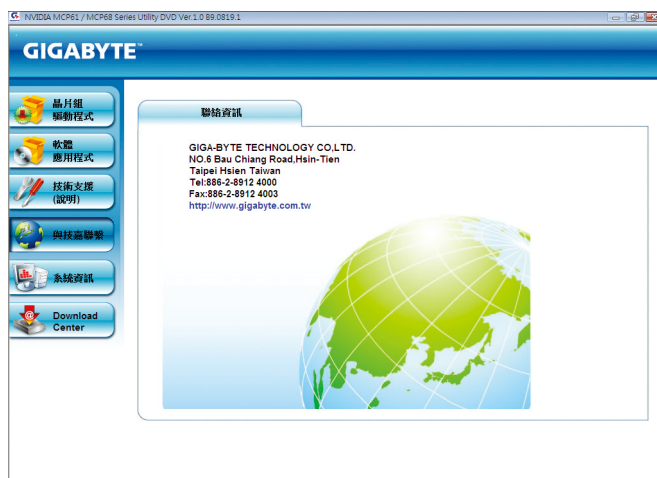 NVIDIA MCP61 / MCP68 Series Utility DVD Ver.1.0 B9.0819.1
GIGABYTE™
晶片組
驅動程式
軟體
應用程式
技術支援
(說明)
與技嘉聯繫
系統資訊
Download
Center
聯絡資訊
GIGA-BYTE TECHNOLOGY CO,LTD.
NO.6 Bau Chiang Road,Hsin-Tien
Taipei Hsien Taiwan
Tel:886-2-8912 4000
Fax:886-2-8912 4003
http://www.gigabyte.com.tw